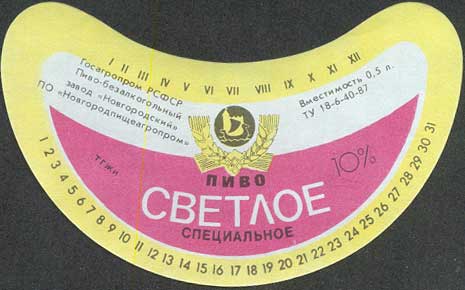 I II III IV V VI VII VIII IX X XI XII
Госагропром РСФСР
Пиво-безалкогольный
завод «Новгородский»
ПО «Новгородпищеагропром»
Вместимость 0,5 л.
ТУ 18-6-40-87
10%
ПИВО
СВЕТЛОЕ
СПЕЦИАЛЬНОЕ
1 2 3 4 5 6 7 8 9 10 11 12 13 14 15 16 17 18 19 20 21 22 23 24 25 26 27 28 29 30 31